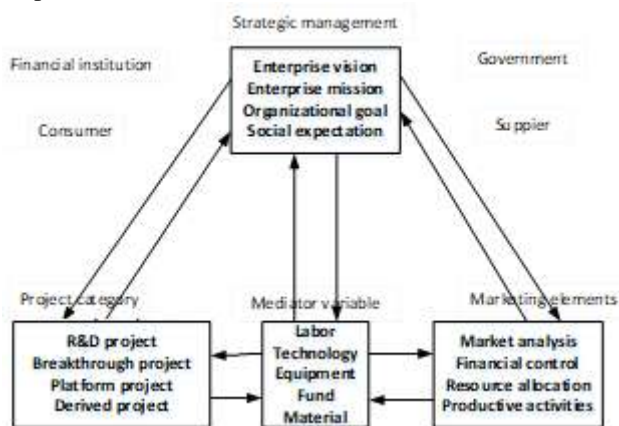 Strategic management
Financial institution
Government
Enterprise vision
Enterprise mission
Organizational goal
Social expectation
Consumer
Suppier
Project category
Mediator variable
Marketing elements
R&D project
Breakthrough project
Platform project
Derived project
Labor
Technology
Equipment
Fund
Material
Market analysis
Financial control
Resource allocation
Productive activities